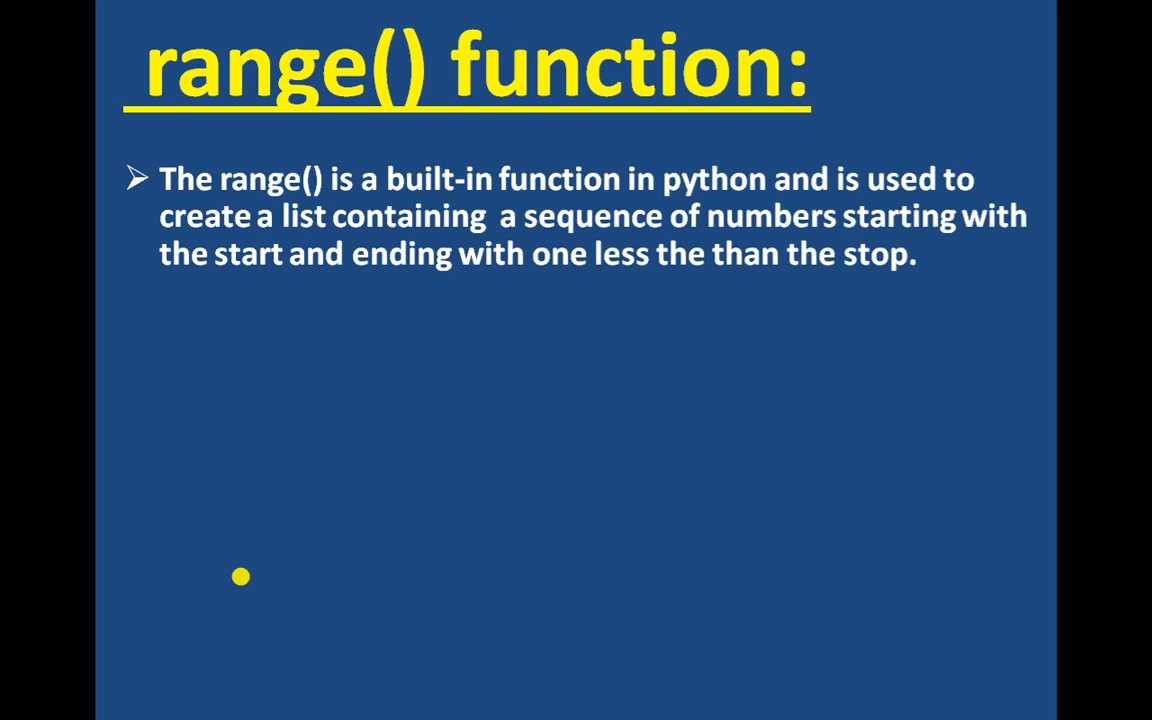 range() function:
➢ The range() is a built-in function in python and is used to
create a list containing a sequence of numbers starting with
the start and ending with one less the than the stop.